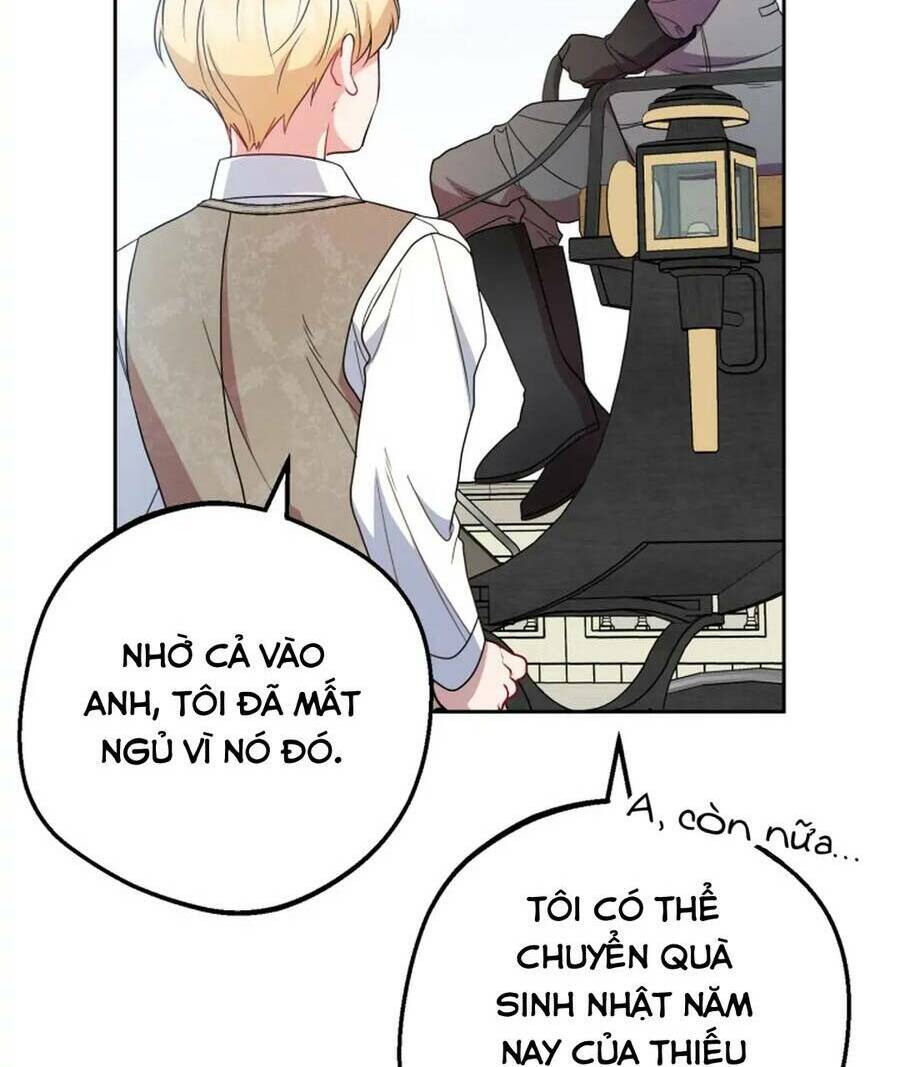 NHỜ CẢ VÀO
ANH, TÔI ĐÃ MẤT
NGỦ VÌ NÓ ĐÓ.
A, còn nữa...
TÔI CÓ THỂ
CHUYỂN QUÀ
SINH NHẬT NĂM
NAY CỦA THIẾU